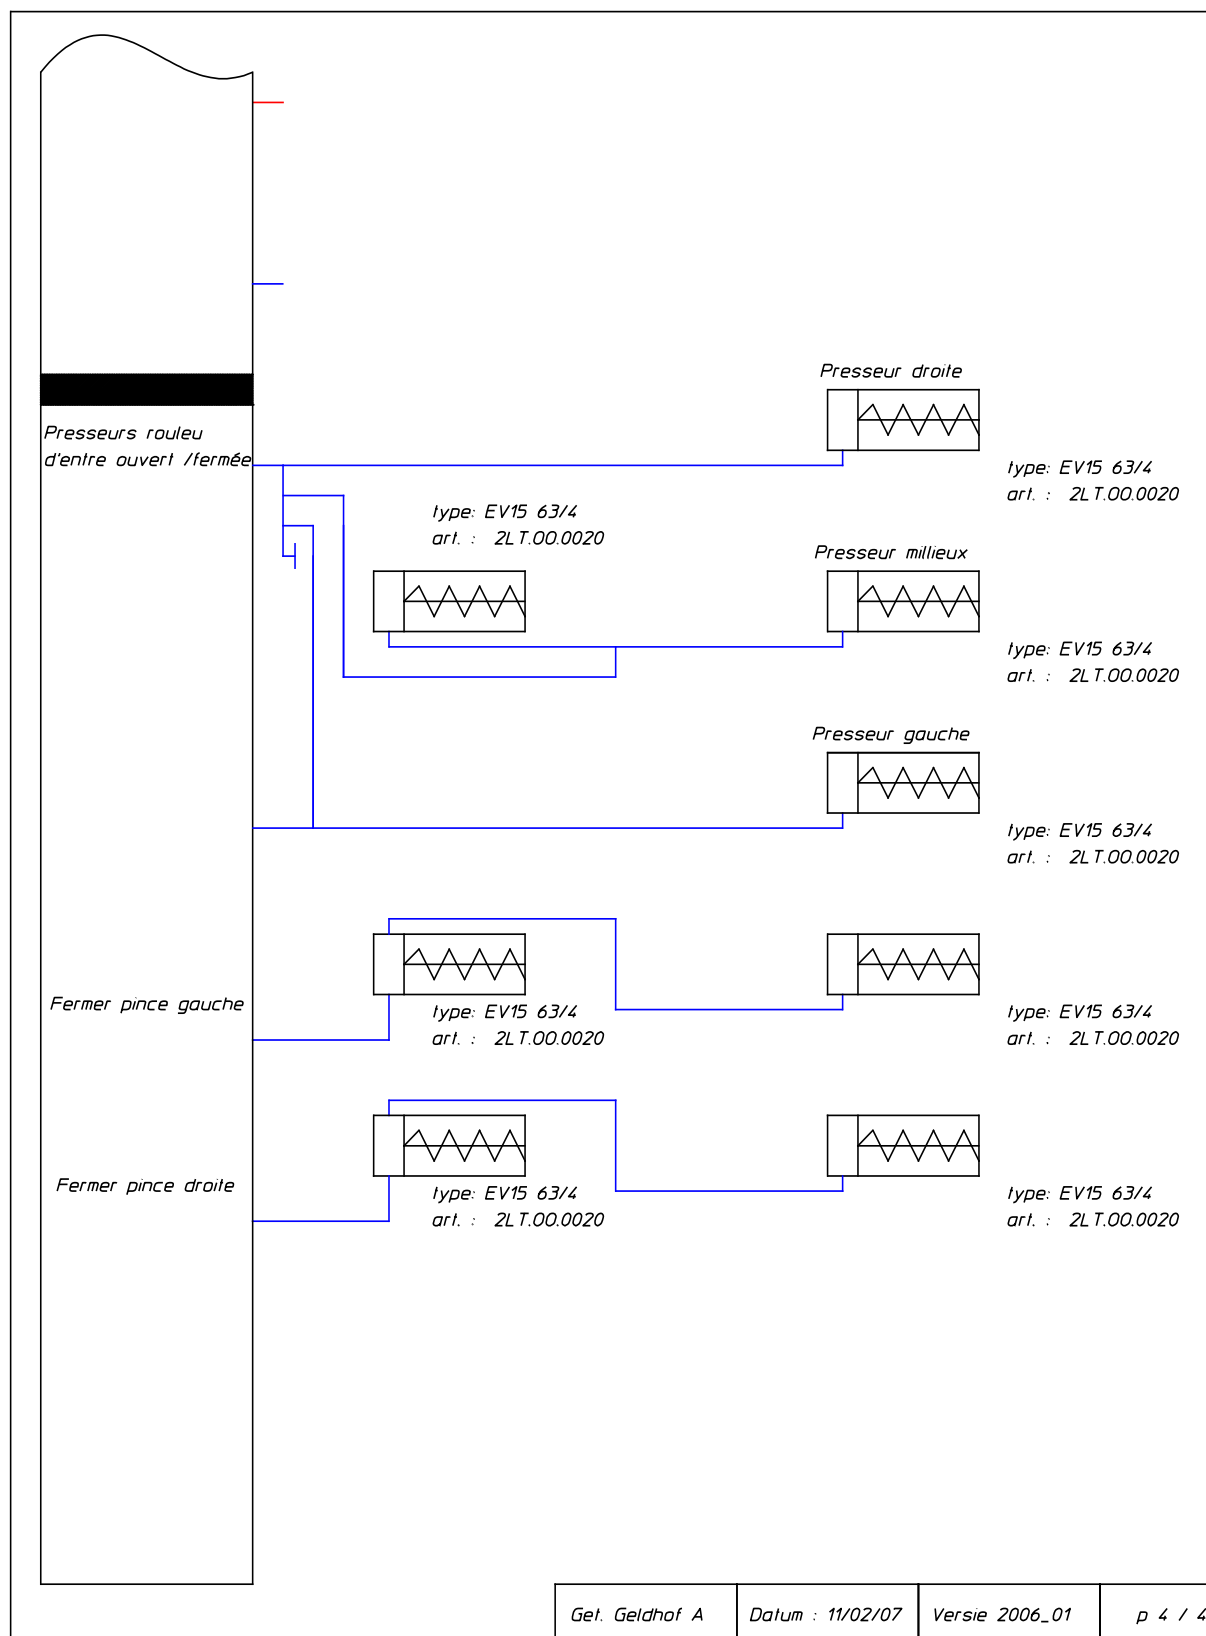 Presseur droite
Presseurs rouleu
d'entre ouvert /fermée
type: EV15 63/4
art. : 2LT.00.0020
type: EV15 63/4
art. : 2LT.00.0020
Presseur millieux
type: EV15 63/4
art. : 2LT.00.0020
Presseur gauche
type: EV15 63/4
art. : 2LT.00.0020
Fermer pince gauche
type: EV15 63/4
art. : 2LT.00.0020
type: EV15 63/4
art. : 2LT.00.0020
Fermer pince droite
type: EV15 63/4
art. : 2LT.00.0020
type: EV15 63/4
art. : 2LT.00.0020
Get. Geldhof A
Datum : 11/02/07
Versie 2006_01
p 4 / 4